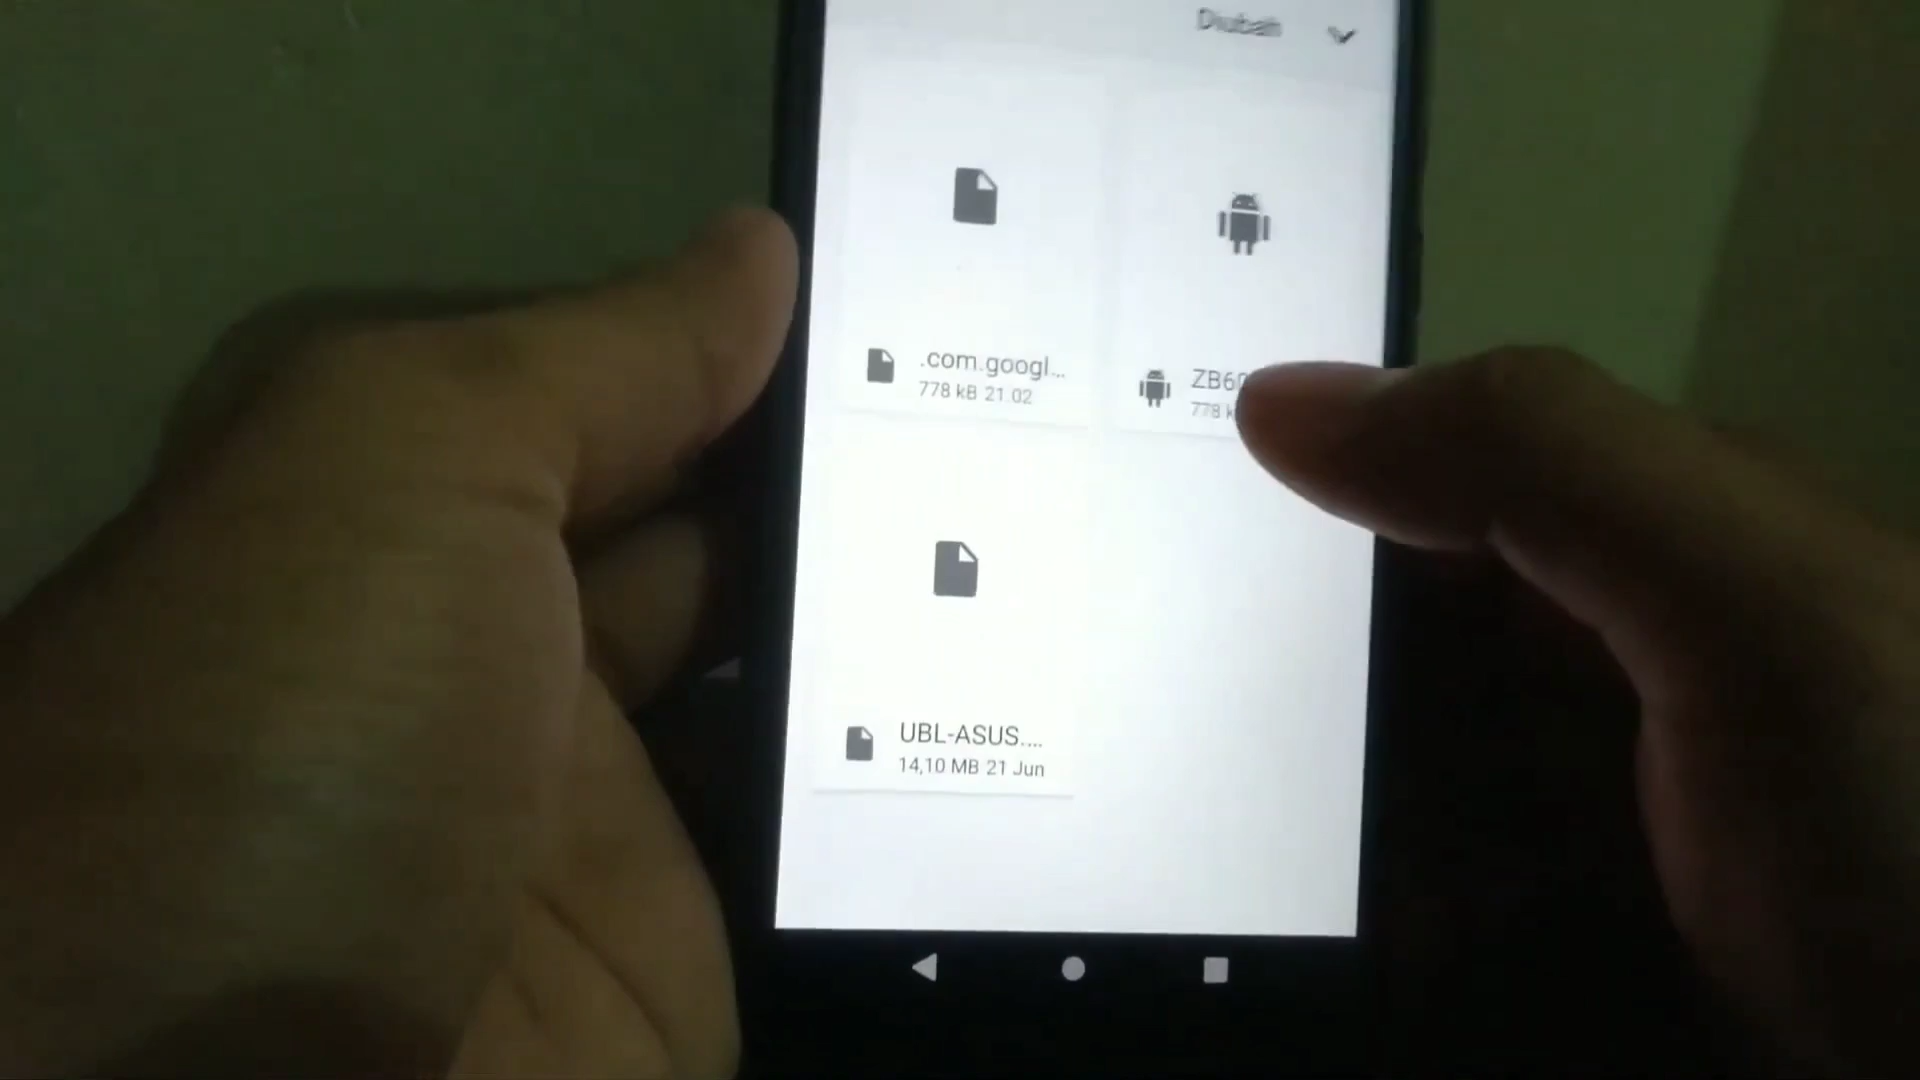 Diubah
.com.googl...
778 kB 21.02
ZB60
778 k
UBL-ASUS....
14,10 MB 21 Jun